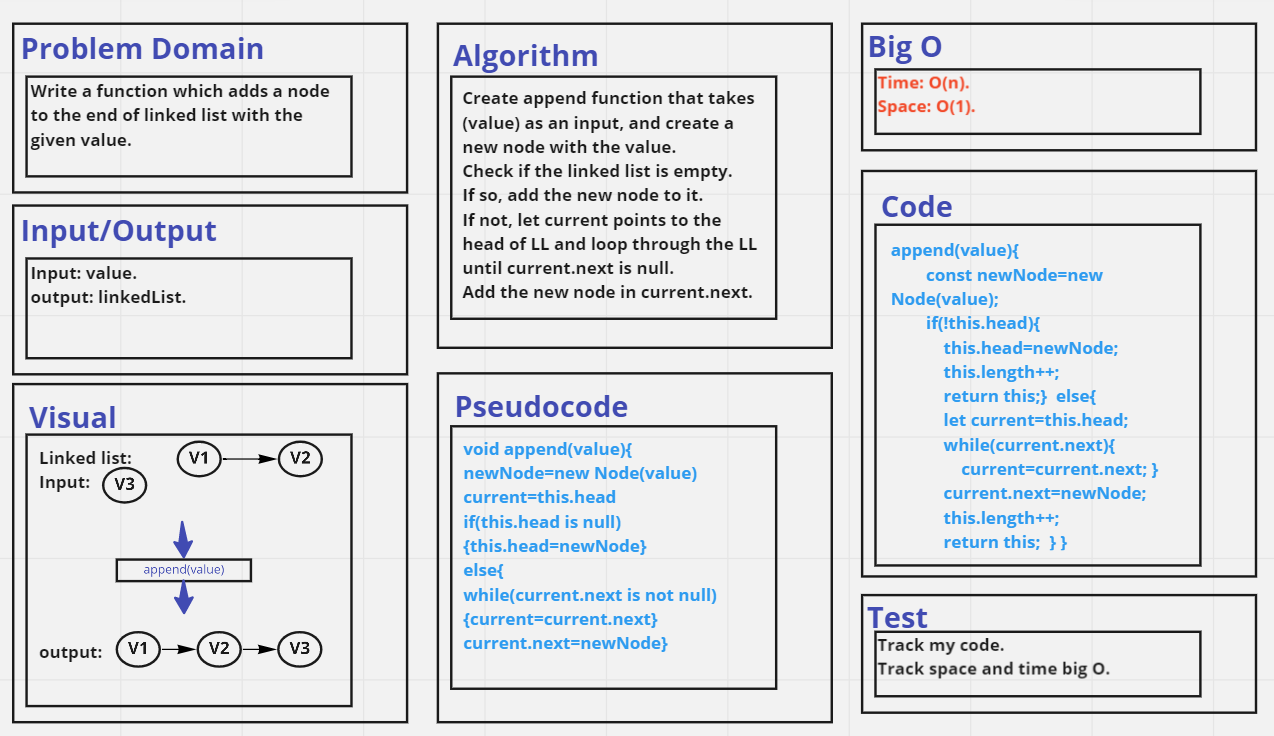 Problem Domain
Write a function which adds a node
to the end of linked list with the
given value.
Input/Output
Input: value.
output: linkedList.
Visual
Linked list:
V1
V2
Input:
V3
append(value)
output:
V1
V2
V3
Algorithm
Create append function that takes
(value) as an input, and create a
new node with the value.
Check if the linked list is empty.
If so, add the new node to it.
If not, let current points to the
head of LL and loop through the LL
until current.next is null.
Add the new node in current.next.
Pseudocode
void append(value){
newNode=new Node(value)
current=this.head
if(this.head is null)
{this.head=newNode}
else{
while(current.next is not null)
{current=current.next}
current.next=newNode}
Big O
Time: O(n).
Space: O(1).
Code
append(value){
const newNode=new
Node(value);
if(!this.head){
this.head=newNode;
this.length++;
return this;}  else{
let current=this.head;
while(current.next){
current=current.next; }
current.next=newNode;
this.length++;
return this;  } }
Test
Track my code.
Track space and time big O.